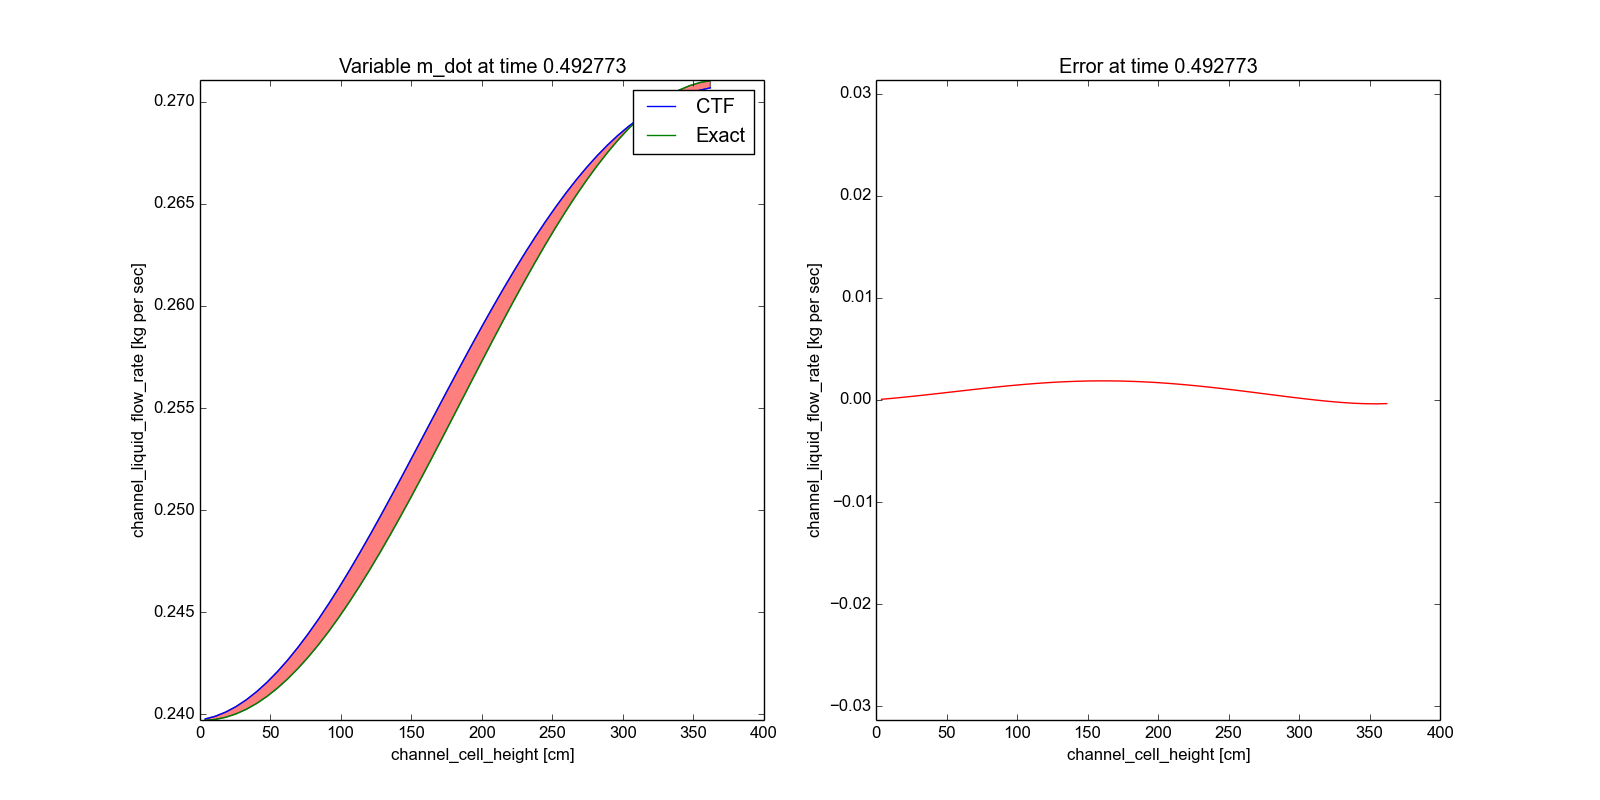 Variable m_dot at time 0.492773
0.270
0.265
0.260
0.255
0.250
0.245
0.240
channel_liquid_flow_rate [kg per sec]
CTF
Exact
0 50 100 150 200 250 300 350 400
channel_cell_height [cm]
Error at time 0.492773
0.03
0.02
0.01
0.00
−0.01
−0.02
−0.03
channel_liquid_flow_rate [kg per sec]
0 50 100 150 200 250 300 350 400
channel_cell_height [cm]